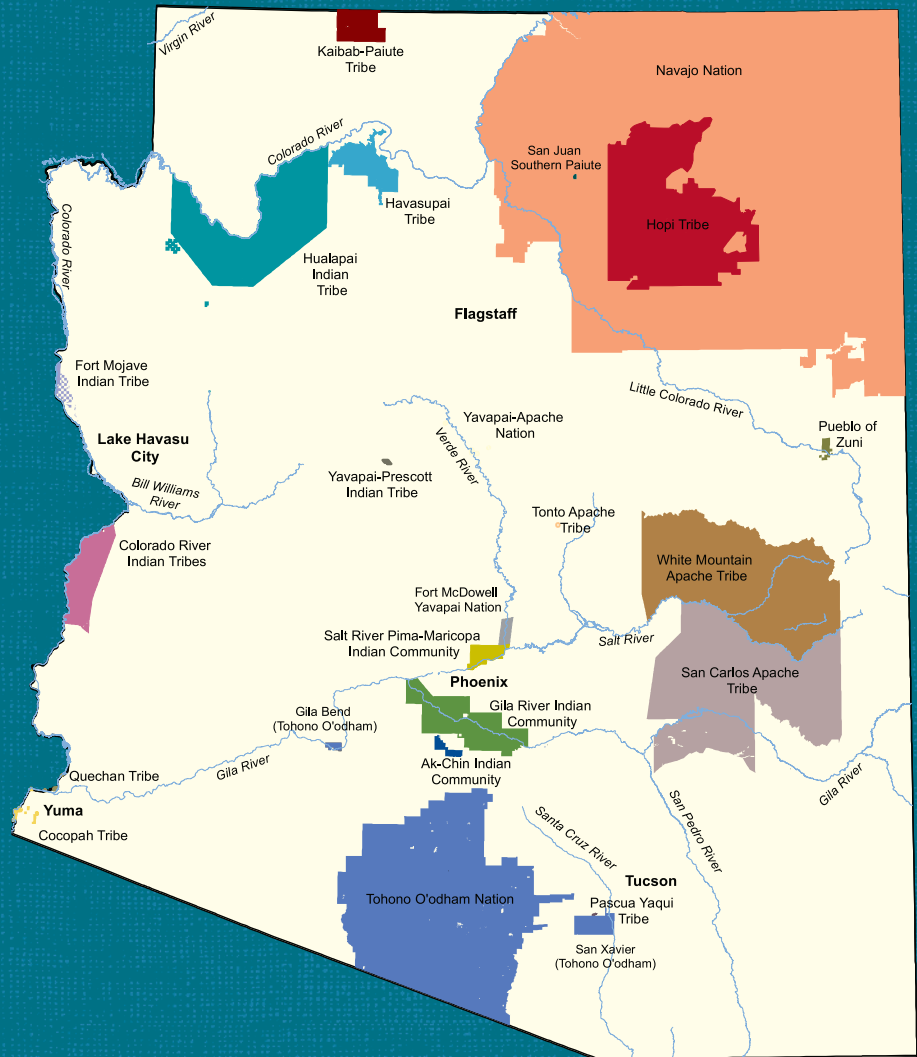 Virgin River
Kaibab-Paiute
Tribe
Navajo Nation
Colorado River
San Juan
Southern Paiute
Havasupai
Tribe
Hopi Tribe
Colorado River
Hualapai
Indian
Tribe
Flagstaff
Fort Mojave
Indian Tribe
Little Colorado River
Yavapai-Apache
Nation
Pueblo of
Zuni
Lake Havasu
City
Verde River
Yavapai-Prescott
Indian Tribe
Bill Williams
River
Tonto Apache
Tribe
Colorado River
Indian Tribes
White Mountain
Apache Tribe
Fort McDowell
Yavapai Nation
Salt River Pima-Maricopa
Indian Community
Salt River
San Carlos Apache
Tribe
Phoenix
Gila River Indian
Community
Gila Bend
(Tohono O'odham)
Ak-Chin Indian
Community
Gila River
Quechan Tribe
Gila River
Yuma
Cocopah Tribe
Santa Cruz River
San Pedro River
Tucson
Tohono O'odham Nation
Pascua Yaqui
Tribe
San Xavier
(Tohono O'odham)